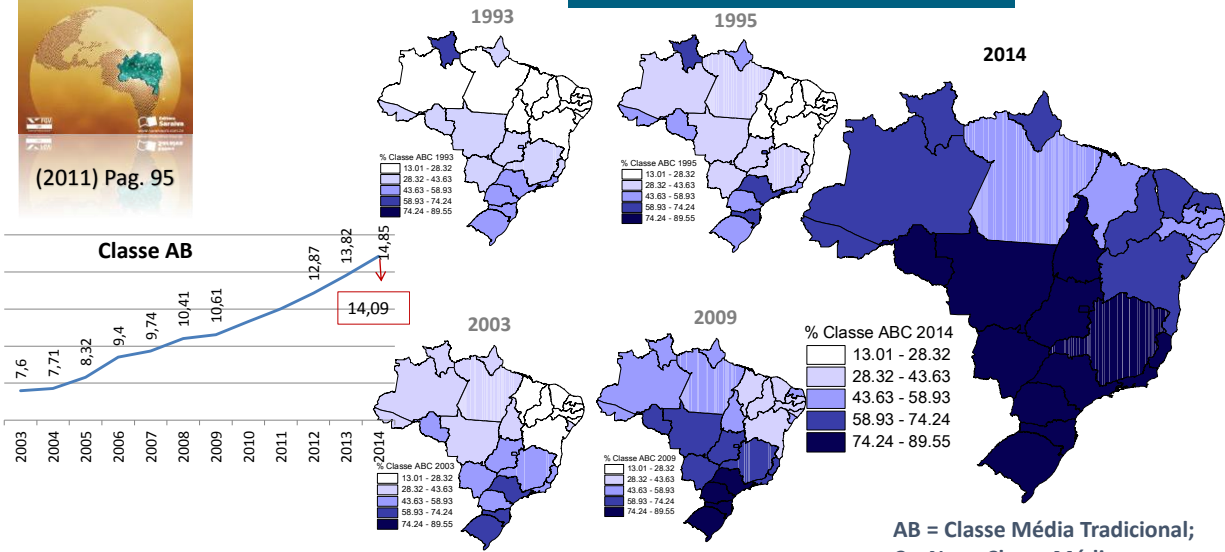 FGV
Editora
Saraiva
(2011) Pag. 95
Classe AB
7,6
7,71
8,32
9,4
9,74
10,41
10,61
12,87
13,82
14,85
14,09
2003
2004
2005
2006
2007
2008
2009
2010
2011
2012
2013
2014
1993
% Classe ABC 1993
13.01 - 28.32
28.32 - 43.63
43.63 - 58.93
58.93 - 74.24
74.24 - 89.55
1995
% Classe ABC 1995
13.01 - 28.32
28.32 - 43.63
43.63 - 58.93
58.93 - 74.24
74.24 - 89.55
2003
% Classe ABC 2003
13.01 - 28.32
28.32 - 43.63
43.63 - 58.93
58.93 - 74.24
74.24 - 89.55
2009
% Classe ABC 2009
13.01 - 28.32
28.32 - 43.63
43.63 - 58.93
58.93 - 74.24
74.24 - 89.55
2014
% Classe ABC 2014
13.01 - 28.32
28.32 - 43.63
43.63 - 58.93
58.93 - 74.24
74.24 - 89.55
AB = Classe Média Tradicional;